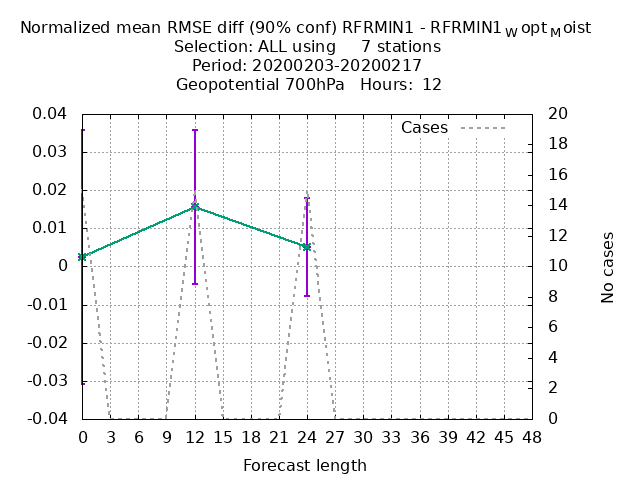 Normalized mean RMSE diff (90% conf) RFRMIN1 - RFRMIN1WoptMoist
Selection: ALL using 7 stations
Period: 20200203-20200217
Geopotential 700hPa Hours: 12
Cases
0.04
0.03
0.02
0.01
0
-0.01
-0.02
-0.03
-0.04
20
18
16
14
12
10
8
6
4
2
0
No cases
0 3 6 9 12 15 18 21 24 27 30 33 36 39 42 45 48
Forecast length